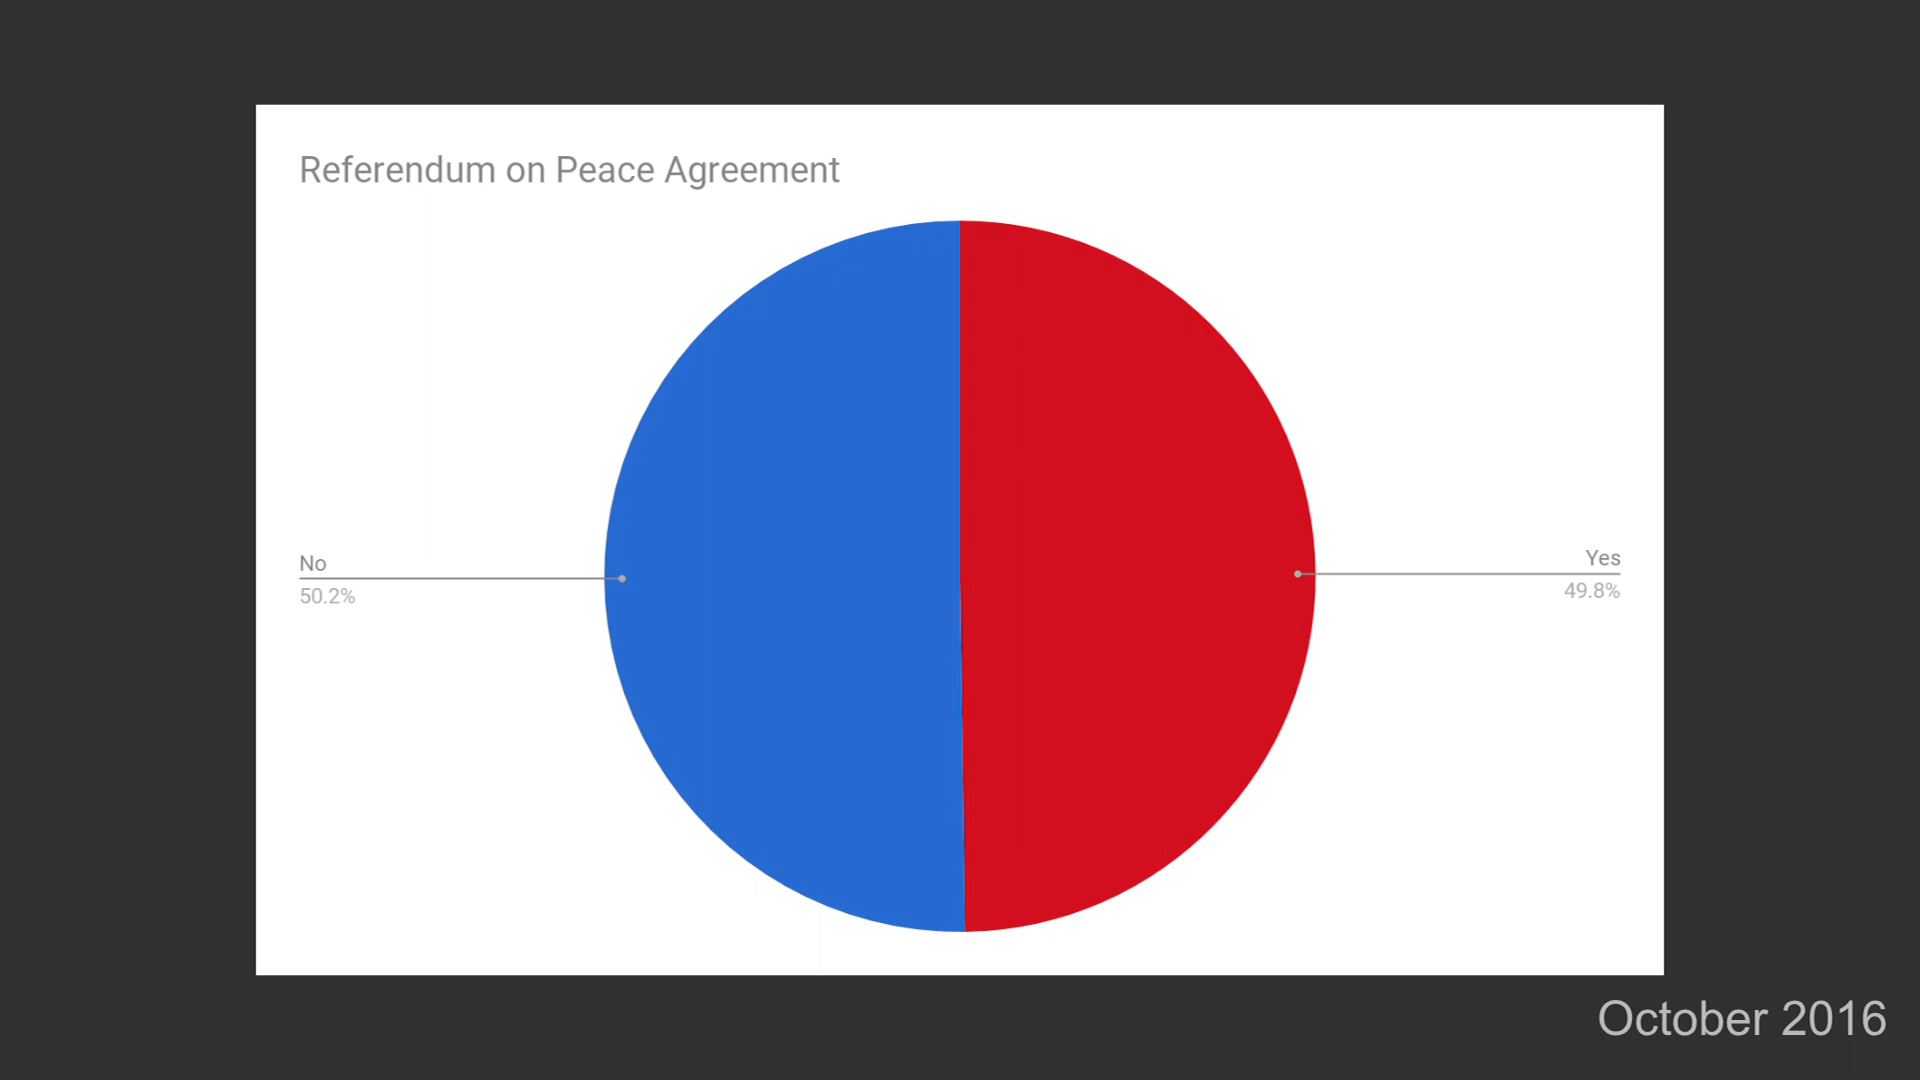 Referendum on Peace Agreement
No
50.2%
Yes
49.8%
October 2016